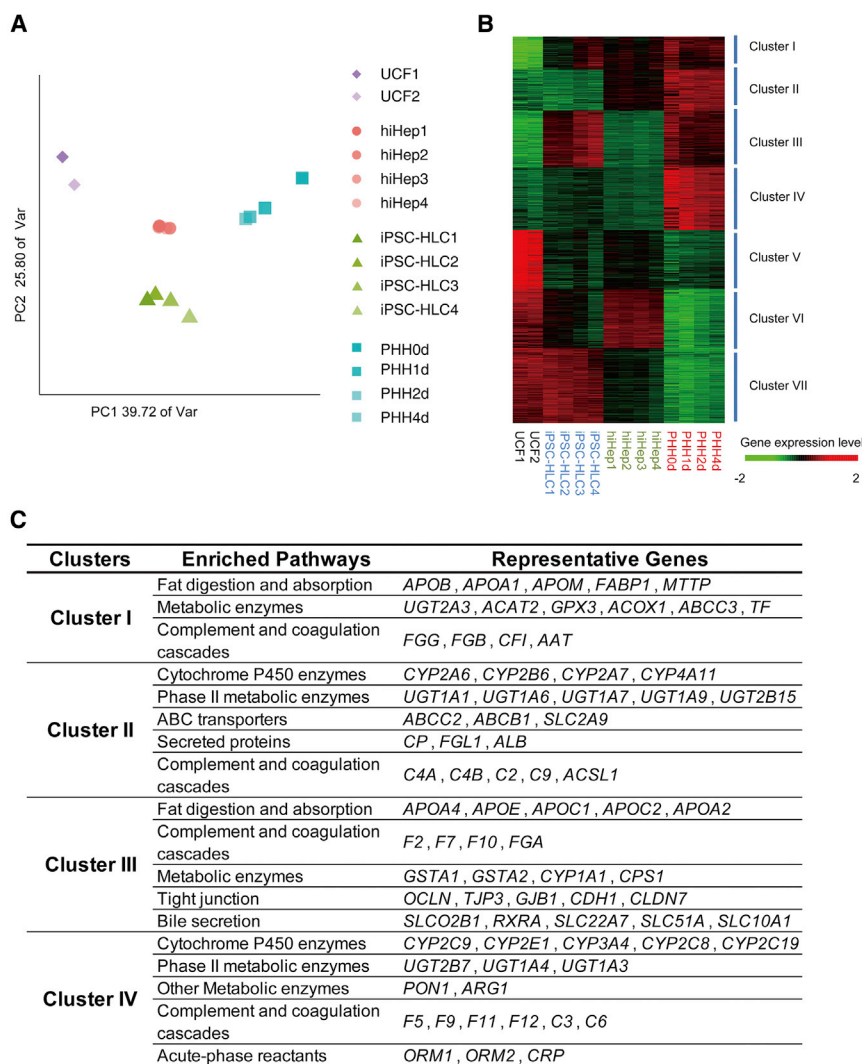 A
UCF1
UCF2
hiHep1
hiHep2
hiHep3
hiHep4
iPSC-HLC1
iPSC-HLC2
iPSC-HLC3
iPSC-HLC4
PHH0d
PHH1d
PHH2d
PHH4d
PC2 25.80 of Var
PC1 39.72 of Var
B
Cluster I
Cluster II
Cluster III
Cluster IV
Cluster V
Cluster VI
Cluster VII
UCF1
UCF2
iPSC-HLC1
iPSC-HLC2
iPSC-HLC3
iPSC-HLC4
hiHep1
hiHep2
hiHep3
hiHep4
PHH0d
PHH1d
PHH2d
PHH4d
Gene expression level
-2 2
C
Clusters Enriched Pathways Representative Genes
Cluster I
Fat digestion and absorption APOB, APOA1, APOM, FABP1, MTTP
Metabolic enzymes UGT2A3, ACAT2, GPX3, ACOX1, ABCC3, TF
Complement and coagulation
cascades FGG, FGB, CFI, AAT
Cluster II
Cytochrome P450 enzymes CYP2A6, CYP2B6, CYP2A7, CYP4A11
Phase II metabolic enzymes UGT1A1, UGT1A6, UGT1A7, UGT1A9, UGT2B15
ABC transporters ABCC2, ABCB1, SLC2A9
Secreted proteins CP, FGL1, ALB
Complement and coagulation
cascades C4A, C4B, C2, C9, ACSL1
Cluster III
Fat digestion and absorption APOA4, APOE, APOC1, APOC2, APOA2
Complement and coagulation
cascades F2, F7, F10, FGA
Metabolic enzymes GSTA1, GSTA2, CYP1A1, CPS1
Tight junction OCLN, TJP3, GJB1, CDH1, CLDN7
Bile secretion SLCO2B1, RXRA, SLC22A7, SLC51A, SLC10A1
Cluster IV
Cytochrome P450 enzymes CYP2C9, CYP2E1, CYP3A4, CYP2C8, CYP2C19
Phase II metabolic enzymes UGT2B7, UGT1A4, UGT1A3
Other Metabolic enzymes PON1, ARG1
Complement and coagulation
cascades F5, F9, F11, F12, C3, C6
Acute-phase reactants ORM1, ORM2, CRP